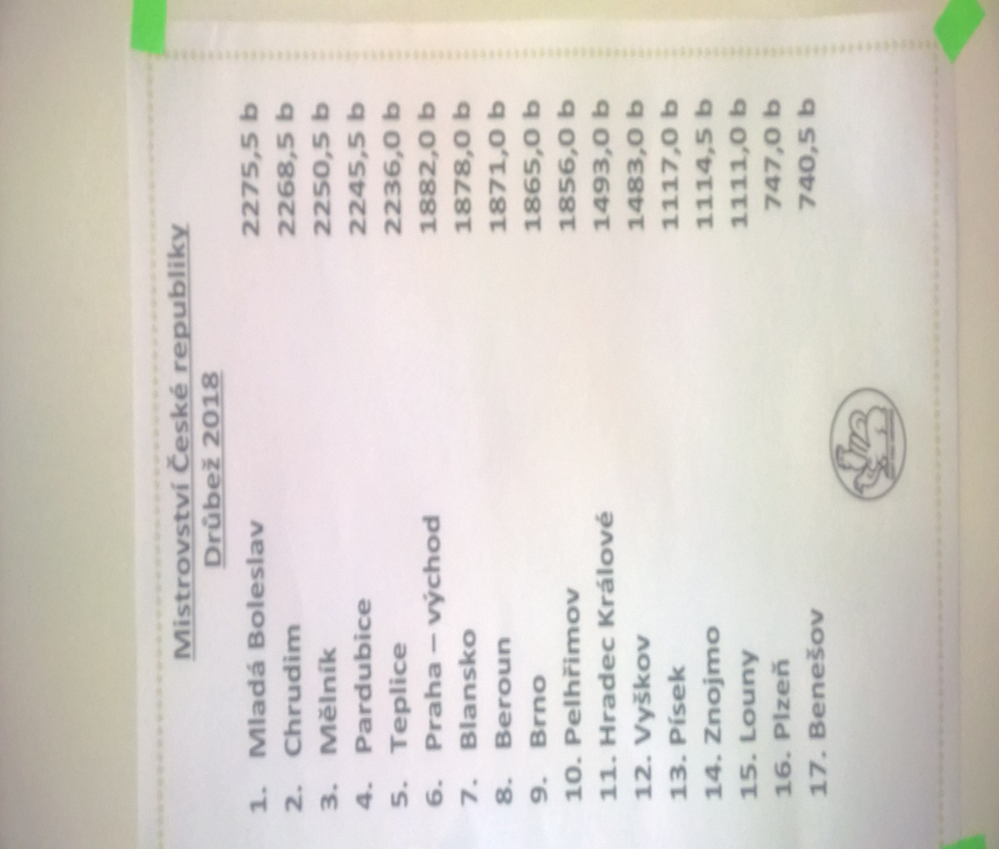 Mistrovství České republiky
Drůbež 2018
1. Mladá Boleslav 2275,5 b
2. Chrudim 2268,5 b
3. Mělník 2250,5 b
4. Pardubice 2245,5 b
5. Teplice 2236,0 b
6. Praha – východ 1882,0 b
7. Blansko 1878,0 b
8. Beroun 1871,0 b
9. Brno 1865,0 b
10. Pelhřimov 1856,0 b
11. Hradec Králové 1493,0 b
12. Vyškov 1483,0 b
13. Písek 1117,0 b
14. Znojmo 1114,5 b
15. Louny 1111,0 b
16. Plzeň 747,0 b
17. Benešov 740,5 b